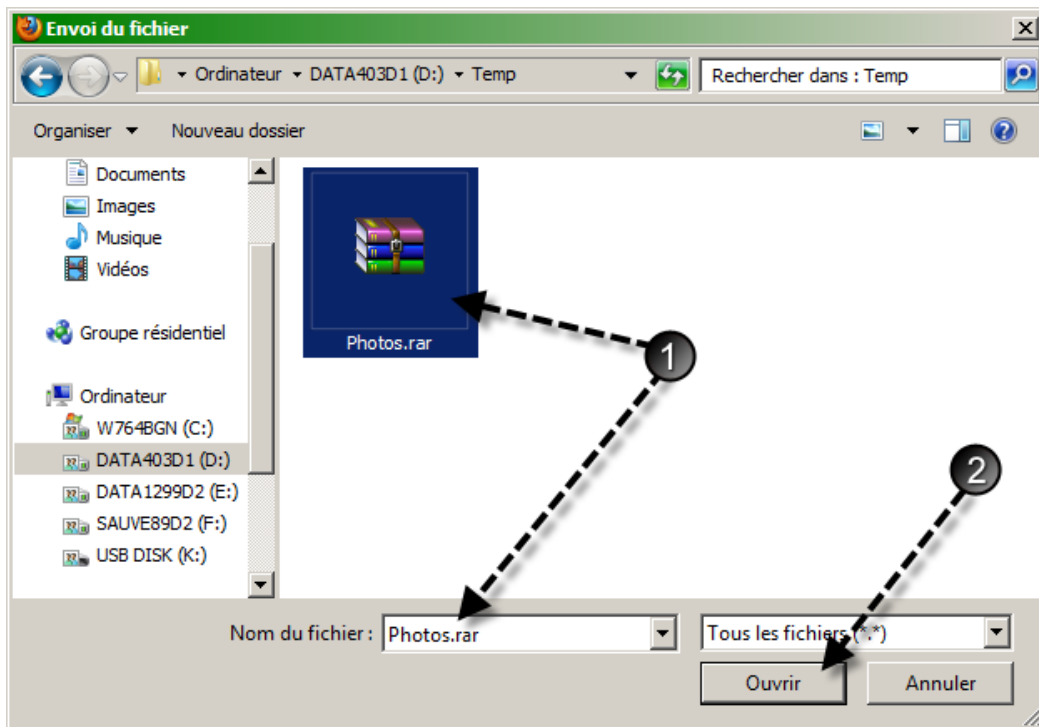 Envoi du fichier
Ordinateur DATA403D1 (D:) Temp
Rechercher dans : Temp
Organiser Nouveau dossier
Documents
Images
Musique
Vidéos
Groupe résidentiel
Ordinateur
W764BGN (C:)
DATA403D1 (D:)
DATA1299D2 (E:)
SAUVE89D2 (F:)
USB DISK (K:)
Photos.rar
1
2
Nom du fichier : Photos.rar
Tous les fichiers (*.*)
Ouvrir
Annuler